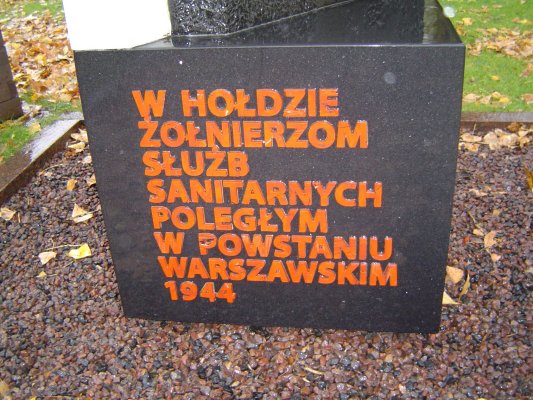 W HOŁDZIE
ŻOŁNIERZOM
SŁUŻB
SANITARNYCH
POLEGŁYM
W POWSTANIU
WARSZAWSKIM
1944